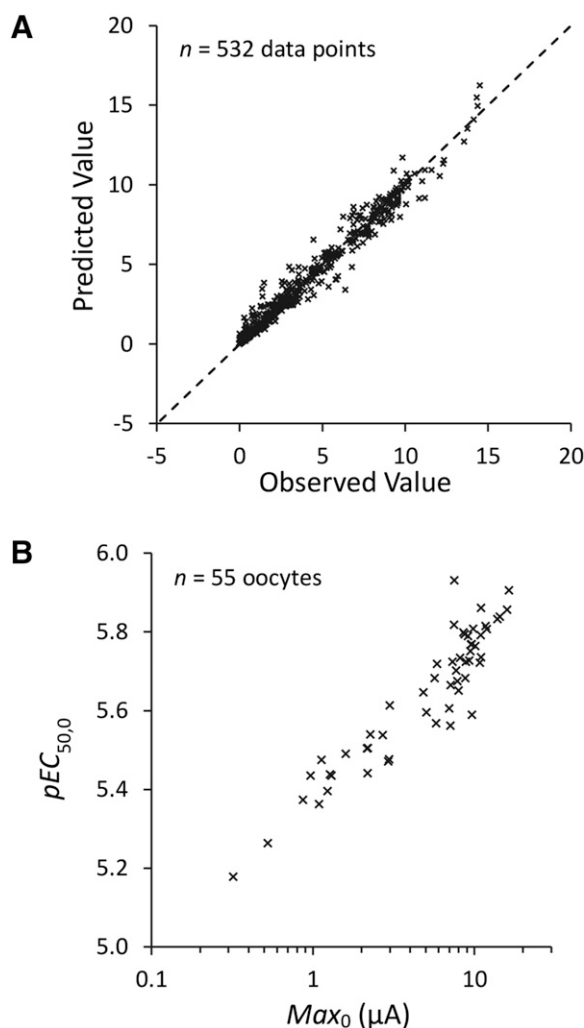 A
n = 532 data points
20
15
10
5
0
-5
Predicted Value
-5 0 5 10 15 20
Observed Value
B
n = 55 oocytes
6.0
5.8
5.6
5.4
5.2
5.0
pEC50,0
0.1 1 10
Max0 (µA)